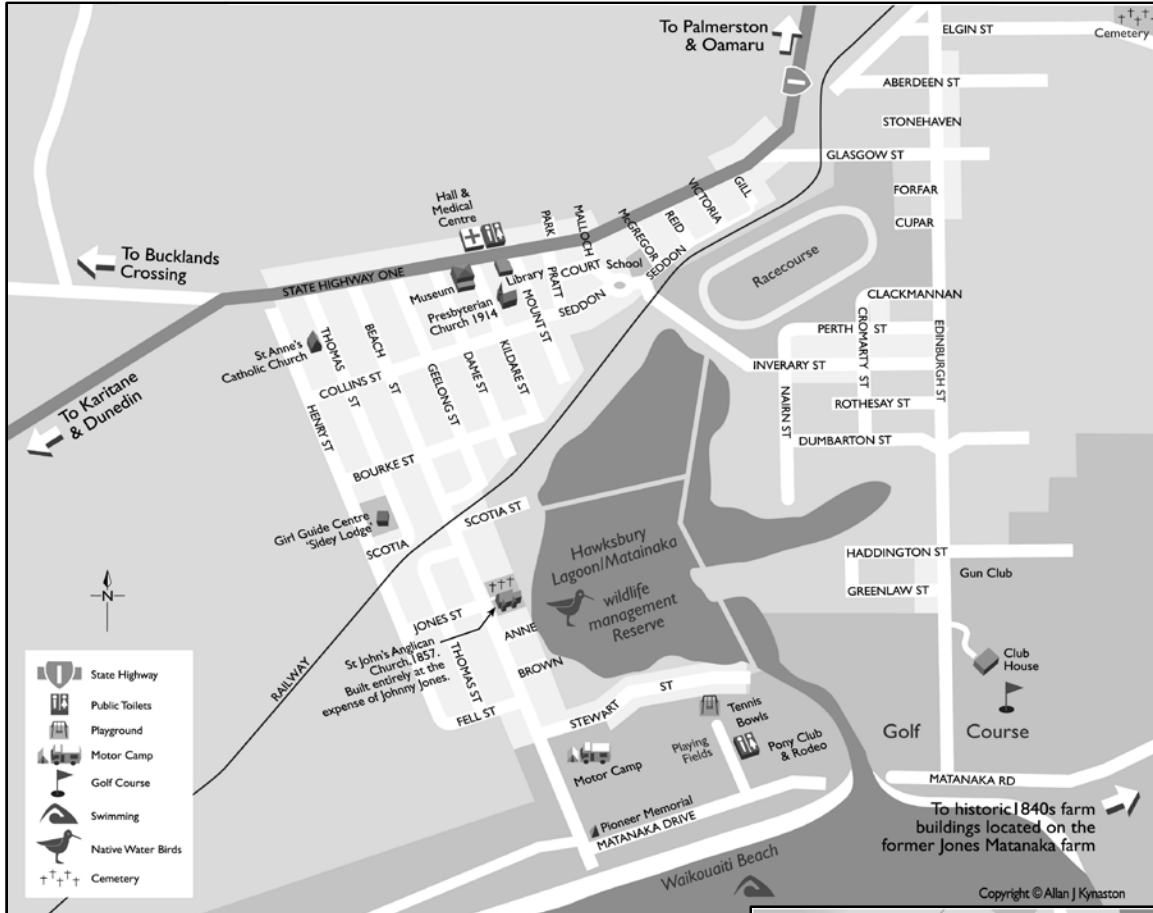 To Palmerston
& Oamaru
ELGIN ST
Cemetery
ABERDEEN ST
STONEHAVEN
GLASGOW ST
FORFAR
CUPAR
GILL
VICTORIA
REID
McGREGOR
SEDDON
Hall &
Medical
Centre
PARK
MALLOCH
To Bucklands
Crossing
STATE HIGHWAY ONE
Museum
Library
COURT
School
PRATT
Presbyterian
Church 1914
MOUNT ST
SEDDON
Racecourse
CLACKMANNAN
PERTH ST
CROMARTY ST
EDINBURGH ST
INVERARY ST
NAIRN ST
ROTHESAY ST
DUMBARTON ST
St Anne's
Catholic Church
THOMAS ST
BEACH ST
COLLINS ST
GEELONG ST
DAME ST
KILDARE ST
HENRY ST
BOURKE ST
To Karitane
& Dunedin
Girl Guide Centre
'Sidey Lodge'
SCOTIA
SCOTIA ST
Hawksbury
Lagoon/Matainaka
wildlife
management
Reserve
HADDINGTON ST
Gun Club
GREENLAW ST
N
JONES ST
ANNE
BROWN
St John's Anglican
Church,1857.
Built entirely at the
expense of Johnny Jones.
THOMAS ST
FELL ST
STEWART ST
RAILWAY
Club
House
Golf Course
Tennis
Bowls
Playing
Fields
Pony Club
& Rodeo
Motor Camp
Pioneer Memorial
MATANAKA DRIVE
MATANAKA RD
To historic1840s farm
buildings located on the
former Jones Matanaka farm
Waikouaiti Beach
1
State Highway
Public Toilets
Playground
Motor Camp
Golf Course
Swimming
Native Water Birds
Cemetery
Copyright © Allan J Kynaston